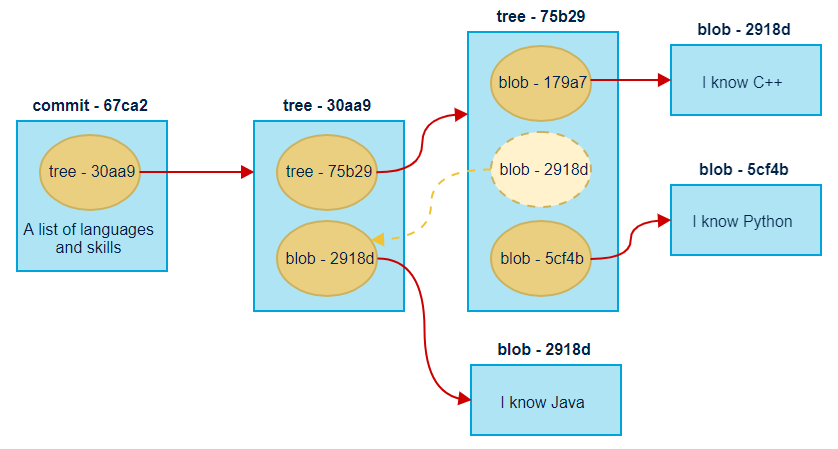 commit - 67ca2
tree - 30aa9
A list of languages
and skills
tree - 30aa9
tree - 75b29
blob - 2918d
tree - 75b29
blob - 179a7
blob - 2918d
blob - 5cf4b
blob - 2918d
I know C++
blob - 5cf4b
I know Python
blob - 2918d
I know Java